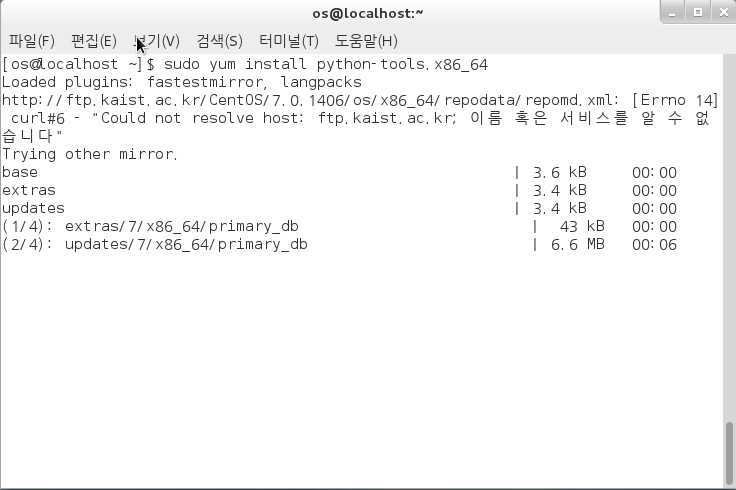 os@localhost:~
파일(F) 편집(E) 보기(V) 검색(S) 터미널(T) 도움말(H)
[os@localhost ~]$ sudo yum install python-tools.x86_64
Loaded plugins: fastestmirror, langpacks
http://ftp.kaist.ac.kr/CentOS/7.0.1406/os/x86_64/repodata/repomd.xml: [Errno 14]
curl#6 - "Could not resolve host: ftp.kaist.ac.kr; 이름 혹은 서비스를 알 수 없
습니다"
Trying other mirror.
base | 3.6 kB 00:00
extras | 3.4 kB 00:00
updates | 3.4 kB 00:00
(1/4): extras/7/x86_64/primary_db | 43 kB 00:00
(2/4): updates/7/x86_64/primary_db | 6.6 MB 00:06